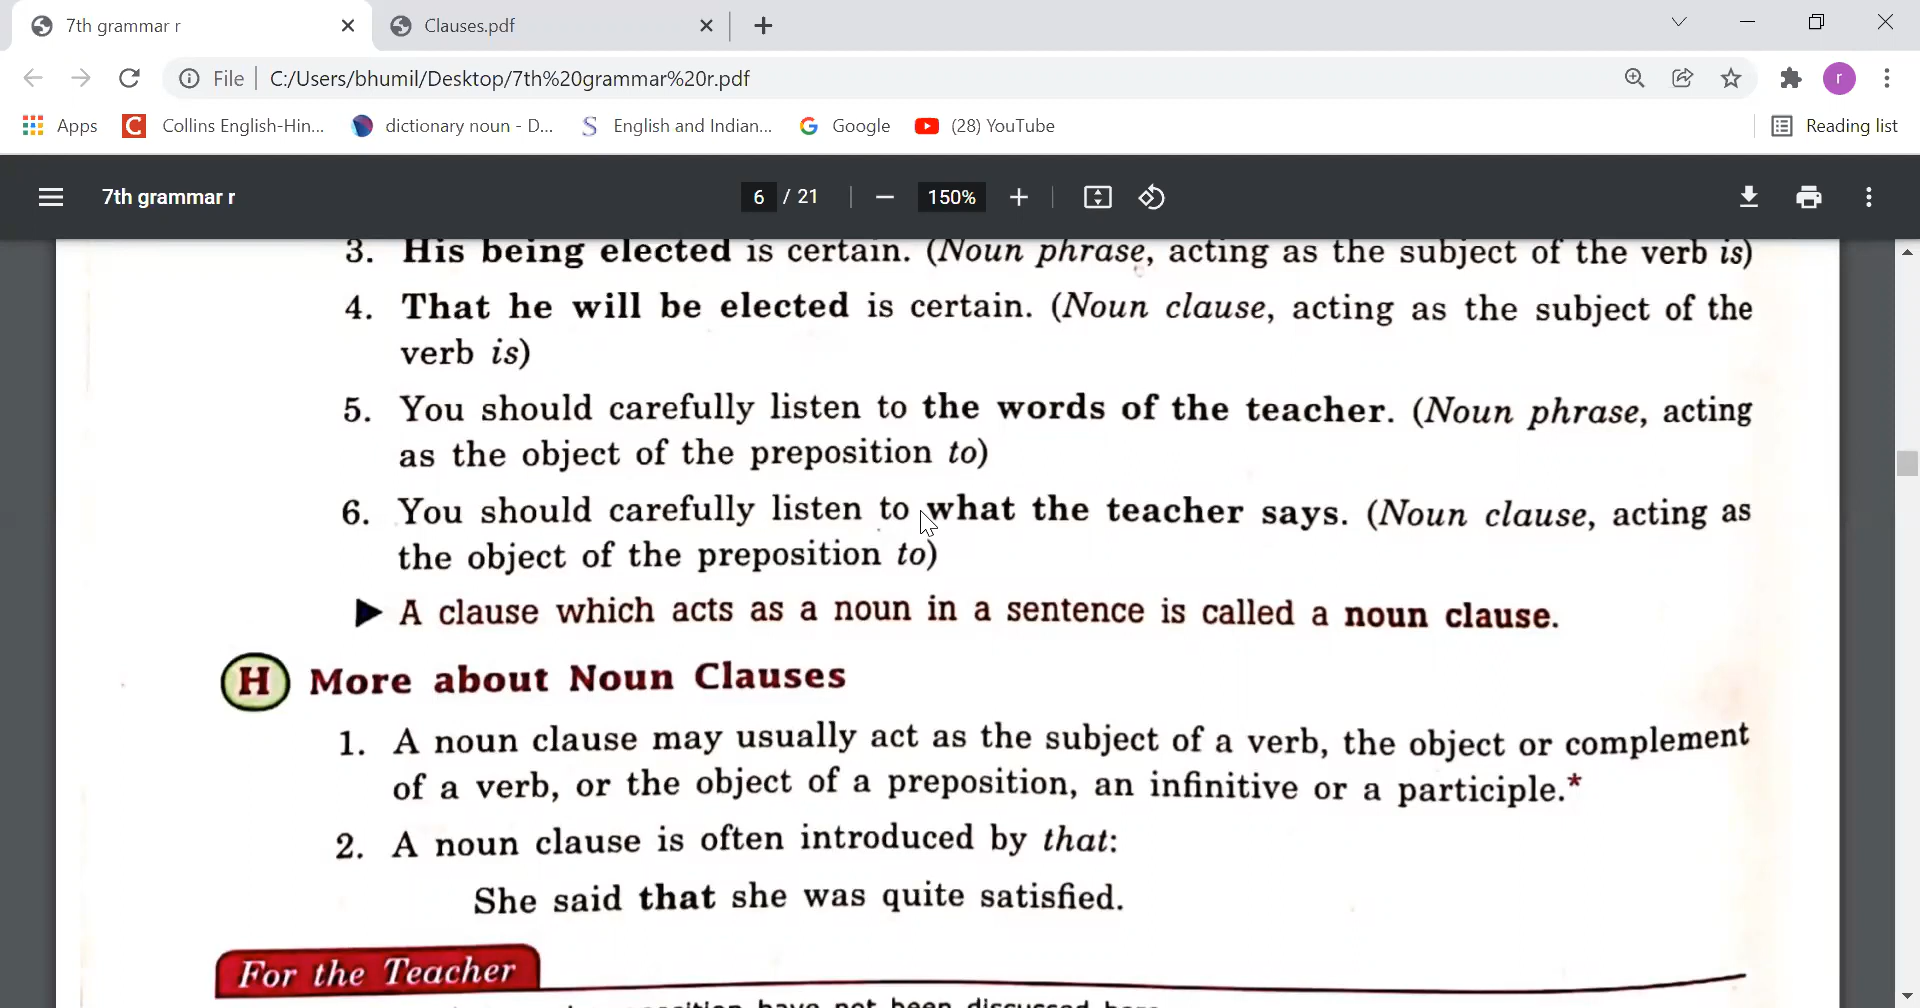 7th grammar r
Clauses.pdf
File C:/Users/bhumil/Desktop/7th%20grammar%20r.pdf
r
Apps Collins English-Hin... dictionary noun - D... English and Indian... Google (28) YouTube Reading list
7th grammar r 6 / 21 150%
3. His being elected is certain. (Noun phrase, acting as the subject of the verb is)
4. That he will be elected is certain. (Noun clause, acting as the subject of the
verb is)
5. You should carefully listen to the words of the teacher. (Noun phrase, acting
as the object of the preposition to)
6. You should carefully listen to what the teacher says. (Noun clause, acting as
the object of the preposition to)
A clause which acts as a noun in a sentence is called a noun clause.
H More about Noun Clauses
1. A noun clause may usually act as the subject of a verb, the object or complement
of a verb, or the object of a preposition, an infinitive or a participle.*
2. A noun clause is often introduced by that:
She said that she was quite satisfied.
For the Teacher
have not been discussed here